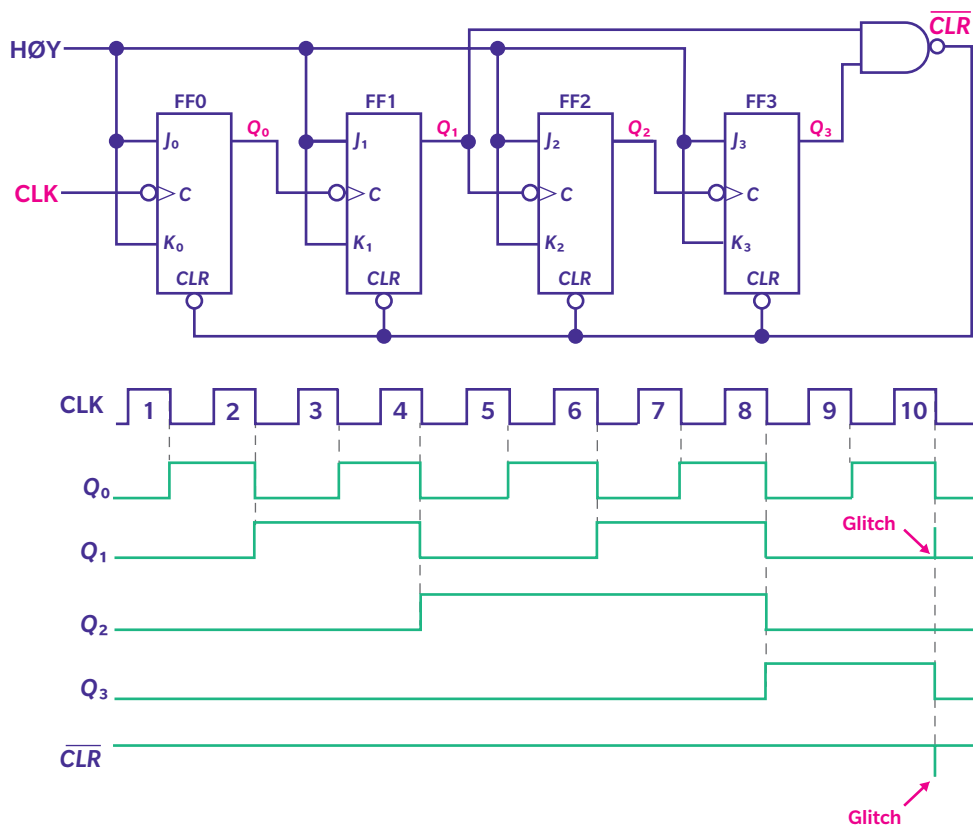 CLR
HØY
FF0 FF1 FF2 FF3
Q0 Q1 Q2 Q3
J0 J1 J2 J3
CLK
C C C C
K0 K1 K2 K3
CLR CLR CLR CLR
CLK 1 2 3 4 5 6 7 8 9 10
Q0
Glitch
Q1
Q2
Q3
CLR
Glitch